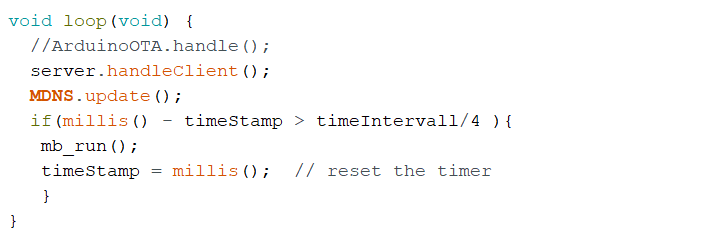 void loop(void) {
  //ArduinoOTA.handle();
  server.handleClient();
  MDNS.update();
  if(millis() - timeStamp > timeIntervall/4 ){
   mb_run();
   timeStamp = millis();  // reset the timer
   }
}